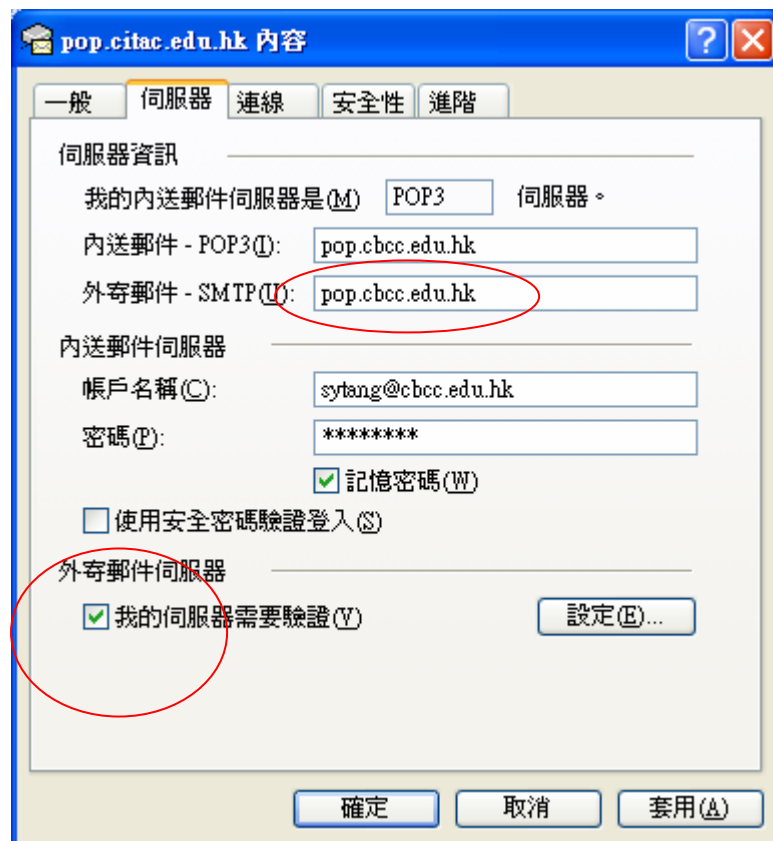 pop.citac.edu.hk 內容
一般 伺服器 連線 安全性 進階
伺服器資訊
我的內送郵件伺服器是(M) POP3 伺服器。
內送郵件 - POP3(I): pop.cbcc.edu.hk
外寄郵件 - SMTP(U): pop.cbcc.edu.hk
內送郵件伺服器
帳戶名稱(C): sytang@cbcc.edu.hk
密碼(P): ********
記憶密碼(W)
使用安全密碼驗證登入(S)
外寄郵件伺服器
我的伺服器需要驗證(V) 設定(E)...
確定 取消 套用(A)